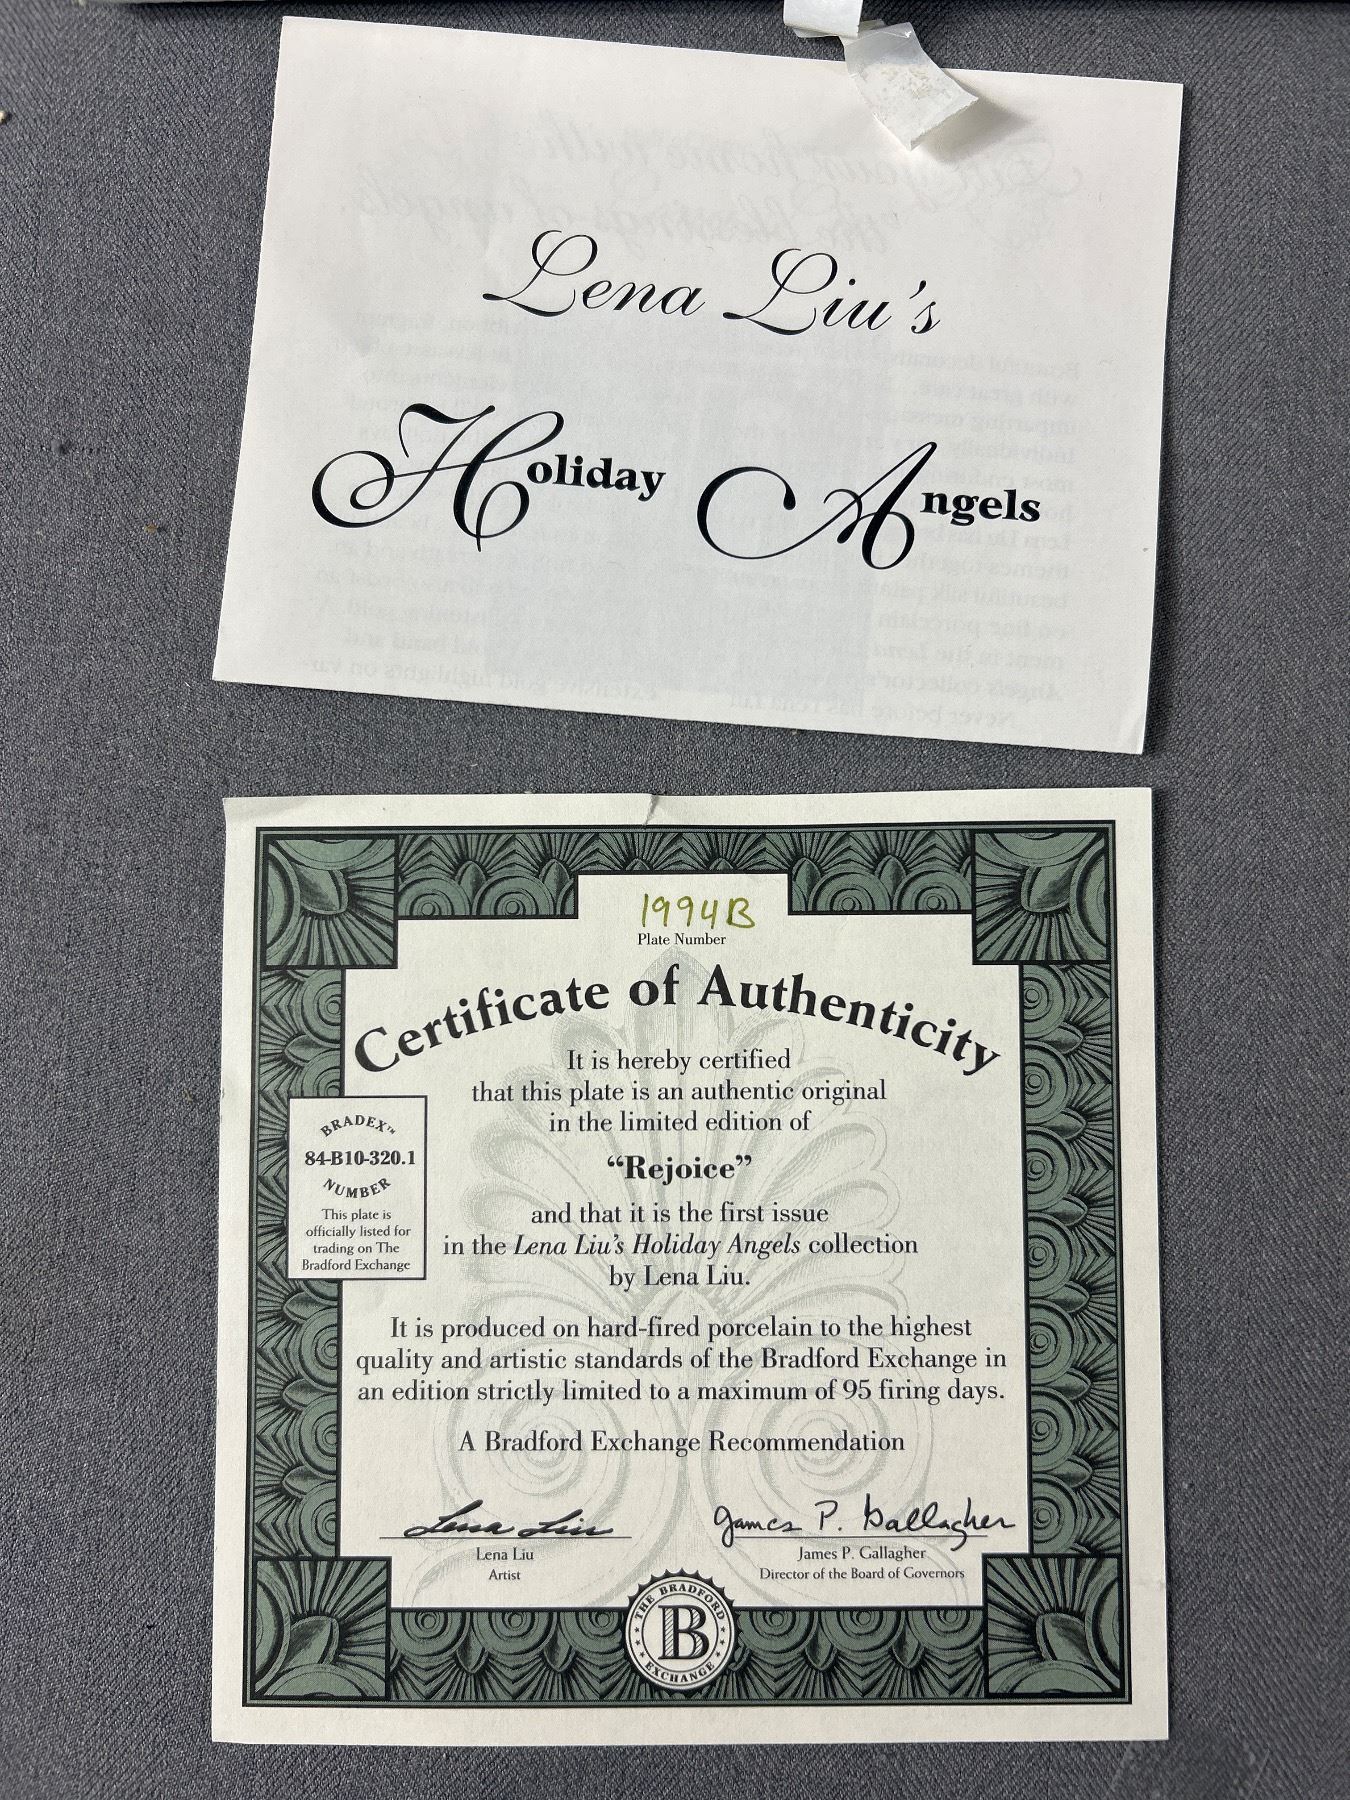 Lena Liu's
Holiday Angels
1994B
Plate Number
Certificate of Authenticity
It is hereby certified
that this plate is an authentic original
in the limited edition of
“Rejoice”
and that it is the first issue
in the Lena Liu's Holiday Angels collection
by Lena Liu.
BRADEX™
84-B10-320.1
NUMBER
This plate is
officially listed for
trading on The
Bradford Exchange
It is produced on hard-fired porcelain to the highest
quality and artistic standards of the Bradford Exchange in
an edition strictly limited to a maximum of 95 firing days.
A Bradford Exchange Recommendation
Lena Liu
James P. Gallagher
Lena Liu
Artist
James P. Gallagher
Director of the Board of Governors
THE BRADFORD
B
EXCHANGE